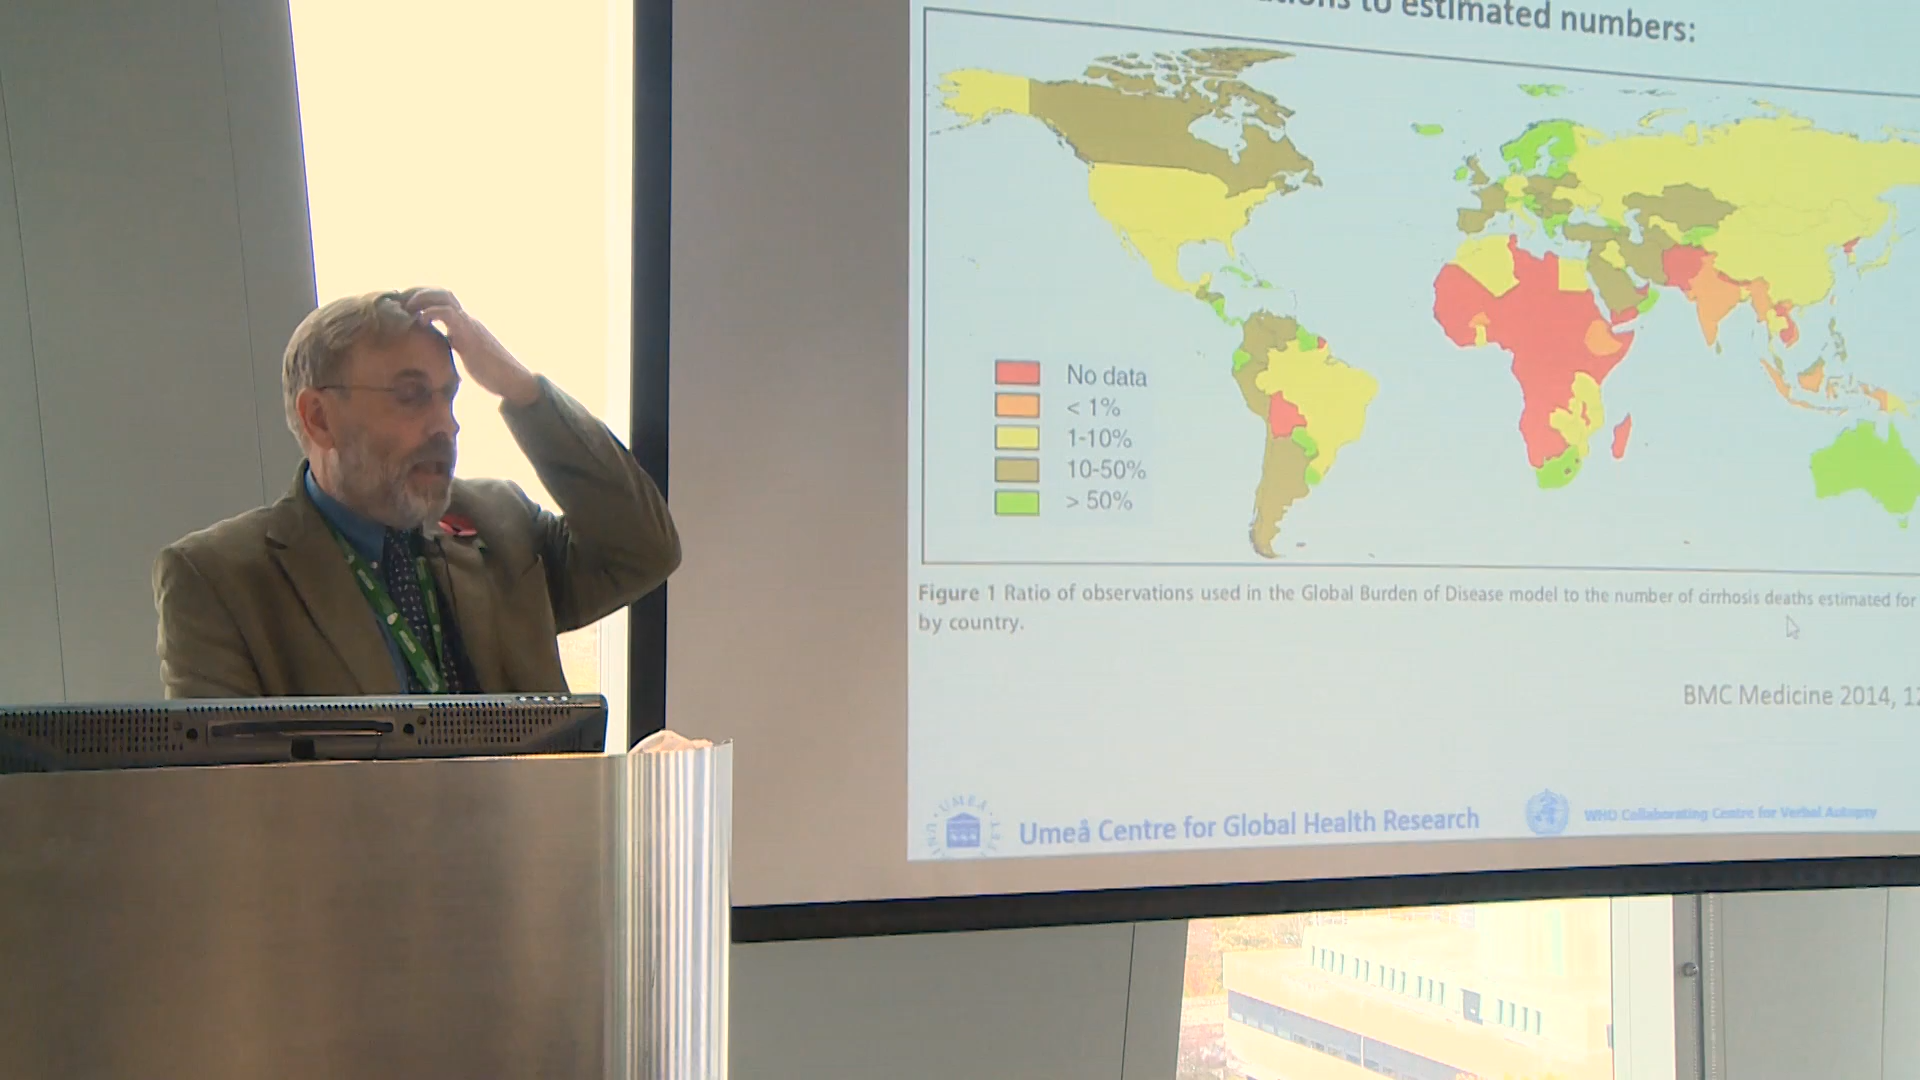 to estimated numbers:
No data
< 1%
1-10%
10-50%
> 50%
Figure 1 Ratio of observations used in the Global Burden of Disease model to the number of cirrhosis deaths estimated for
by country.
BMC Medicine 2014,
Umeå Centre for Global Health Research
WHO Collaborating Centre for Verbal Autopsy
UMEÅ